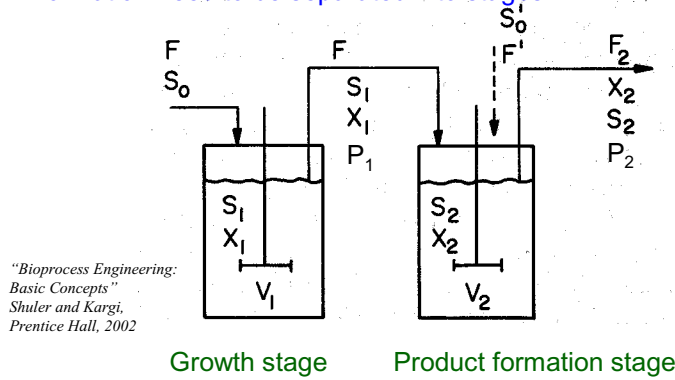 F
S₀
F
S₁
X₁
P₁
S₀'
F'
F₂
X₂
S₂
P₂
S₁
X₁
V₁
S₂
X₂
V₂
"Bioprocess Engineering:
Basic Concepts"
Shuler and Kargi,
Prentice Hall, 2002
Growth stage
Product formation stage